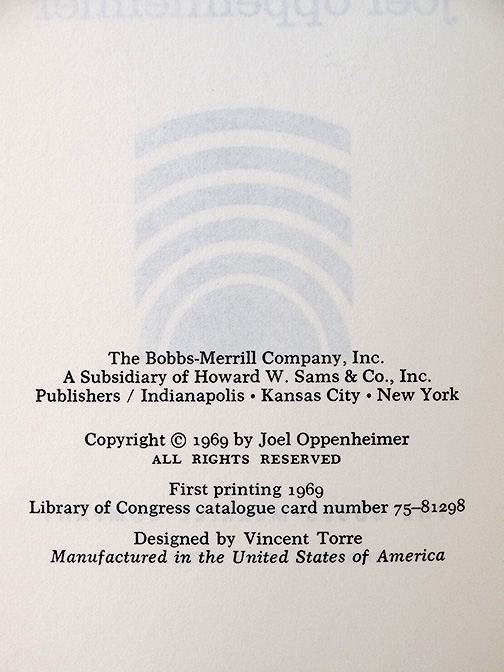 joel oppenheimer
The Bobbs-Merrill Company, Inc.
A Subsidiary of Howard W. Sams & Co., Inc.
Publishers / Indianapolis • Kansas City • New York
Copyright © 1969 by Joel Oppenheimer
ALL RIGHTS RESERVED
First printing 1969
Library of Congress catalogue card number 75–81298
Designed by Vincent Torre
Manufactured in the United States of America